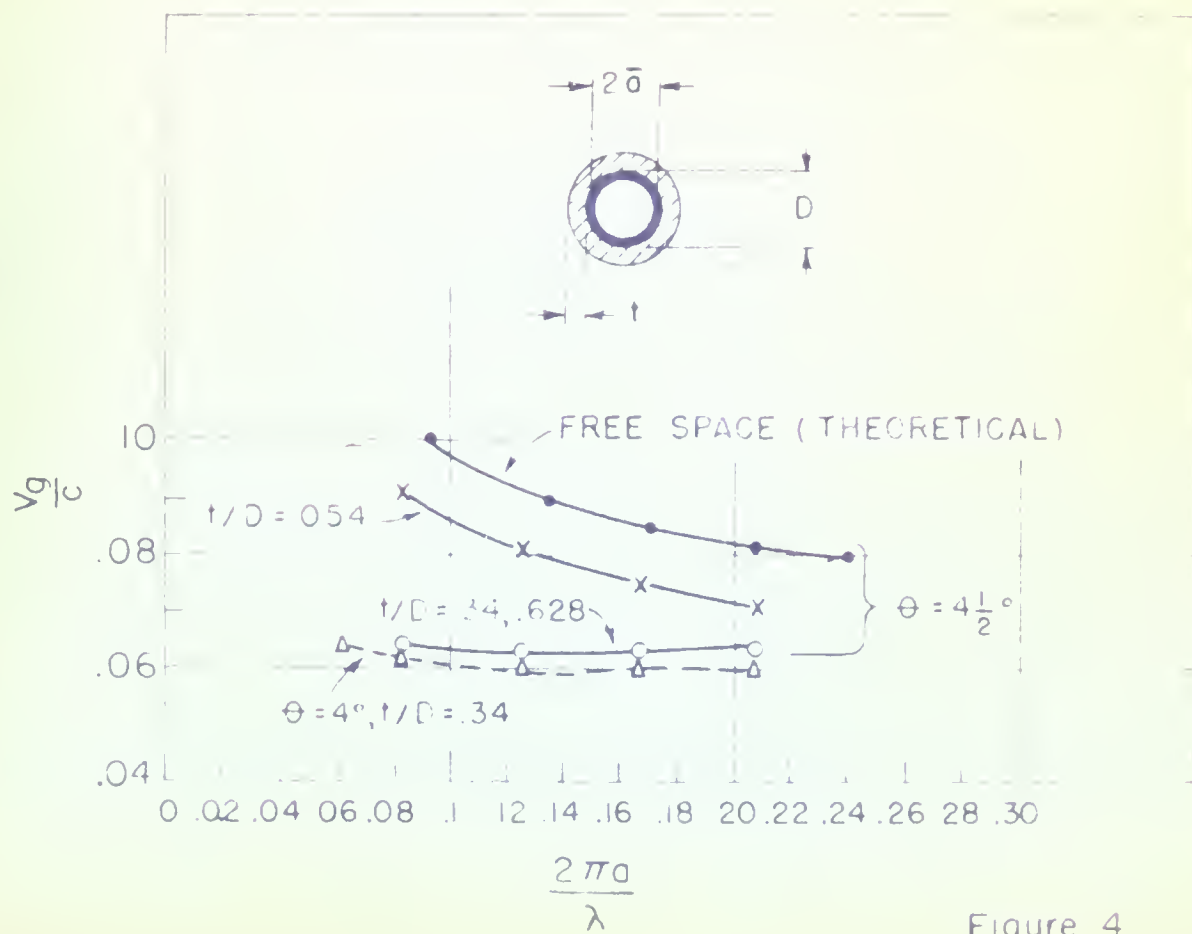 2ā
D
t
FREE SPACE (THEORETICAL)
10
Vg/c
t/D = 054
.08
t/D = .34, .628
θ = 4 1/2°
.06
θ = 4°, t/D = .34
.04
0 .02 .04 06 .08 .1 12 .14 .16 .18 20 .22 .24 .26 28 .30
2πa/λ
Figure 4